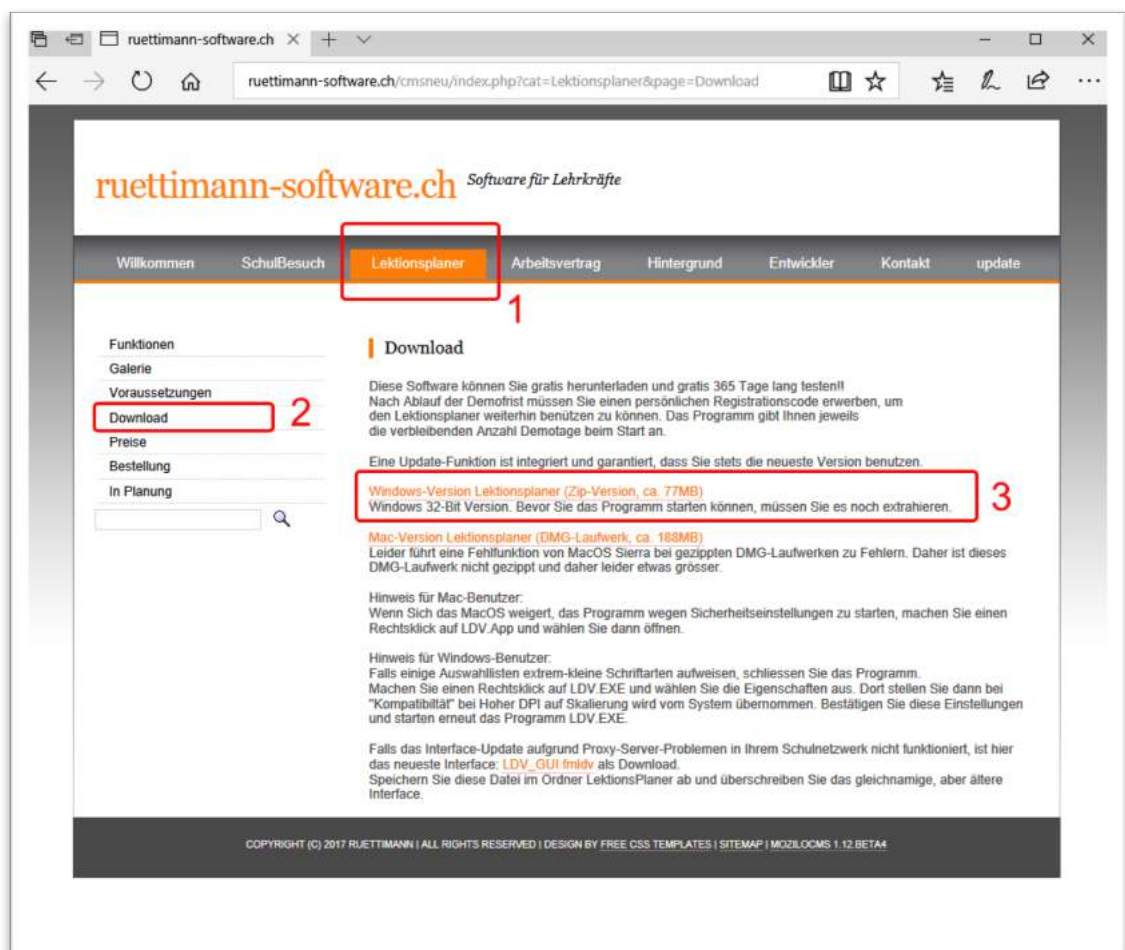 ruettimann-software.ch
ruettimann-software.ch/cmsneu/index.php?cat=Lektionsplaner&page=Download
ruettimann-software.ch Software für Lehrkräfte
Willkommen SchulBesuch Lektionsplaner Arbeitsvertrag Hintergrund Entwickler Kontakt update
1
Funktionen
Galerie
Voraussetzungen
Download
2
Preise
Bestellung
In Planung
Download
Diese Software können Sie gratis herunterladen und gratis 365 Tage lang testen!!
Nach Ablauf der Demofrist müssen Sie einen persönlichen Registrationscode erwerben, um
den Lektionsplaner weiterhin benützen zu können. Das Programm gibt Ihnen jeweils
die verbleibenden Anzahl Demotage beim Start an.
Eine Update-Funktion ist integriert und garantiert, dass Sie stets die neueste Version benutzen.
Windows-Version Lektionsplaner (Zip-Version, ca. 77MB)
Windows 32-Bit Version. Bevor Sie das Programm starten können, müssen Sie es noch extrahieren.
3
Mac-Version Lektionsplaner (DMG-Laufwerk, ca. 188MB)
Leider führt eine Fehlfunktion von MacOS Sierra bei gezippten DMG-Laufwerken zu Fehlern. Daher ist dieses
DMG-Laufwerk nicht gezippt und daher leider etwas grösser.
Hinweis für Mac-Benutzer:
Wenn Sich das MacOS weigert, das Programm wegen Sicherheitseinstellungen zu starten, machen Sie einen
Rechtsklick auf LDV.App und wählen Sie dann öffnen.
Hinweis für Windows-Benutzer:
Falls einige Auswahllisten extrem-kleine Schriftarten aufweisen, schliessen Sie das Programm.
Machen Sie einen Rechtsklick auf LDV.EXE und wählen Sie die Eigenschaften aus. Dort stellen Sie dann bei
"Kompatibiltät" bei Hoher DPI auf Skalierung wird vom System übernommen. Bestätigen Sie diese Einstellungen
und starten erneut das Programm LDV.EXE.
Falls das Interface-Update aufgrund Proxy-Server-Problemen in Ihrem Schulnetzwerk nicht funktioniert, ist hier
das neueste Interface: LDV_GUI.fmldv als Download.
Speichern Sie diese Datei im Ordner LektionsPlaner ab und überschreiben Sie das gleichnamige, aber ältere
Interface.
COPYRIGHT (C) 2017 RUETTIMANN | ALL RIGHTS RESERVED | DESIGN BY FREE CSS TEMPLATES | SITEMAP | MOZILOCMS 1.12.BETA4